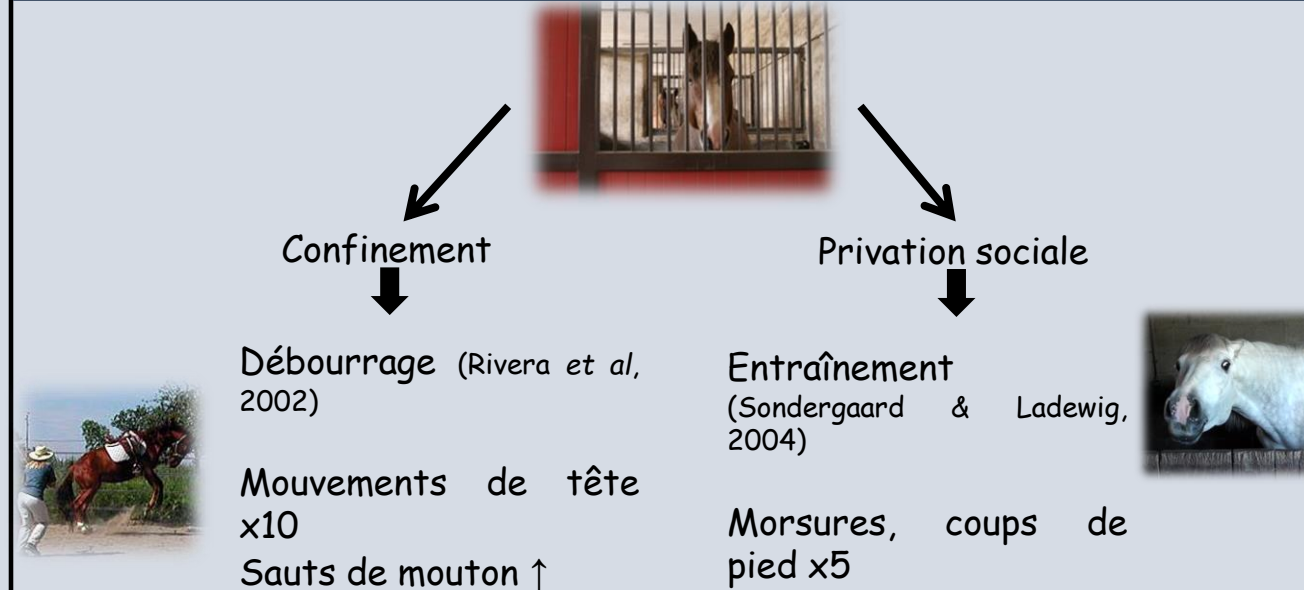 Confinement
Privation sociale
Débourrage (Rivera et al,
2002)
Mouvements de tête
x10
Sauts de mouton ↑
Entraînement
(Sondergaard & Ladewig,
2004)
Morsures, coups de
pied x5